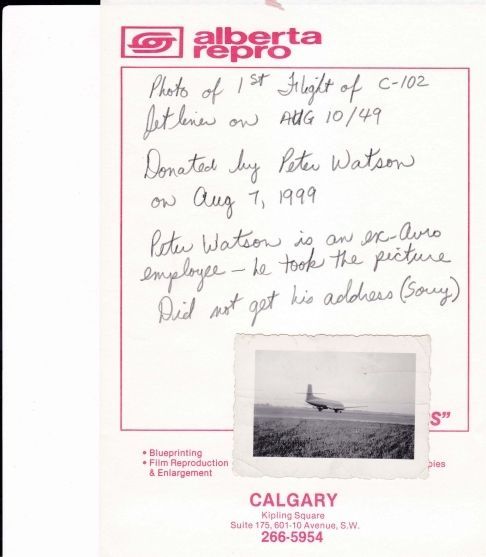 alberta
repro
Photo of 1st Flight of C-102
Jetliner on AUG 10/49
Donated by Peter Watson
on Aug 7, 1999
Peter Watson is an ex-Avro
employee - he took the picture
Did not get his address (Sorry)
S"
• Blueprinting
• Film Reproduction
& Enlargement
pies
CALGARY
Kipling Square
Suite 175, 601-10 Avenue, S.W.
266-5954